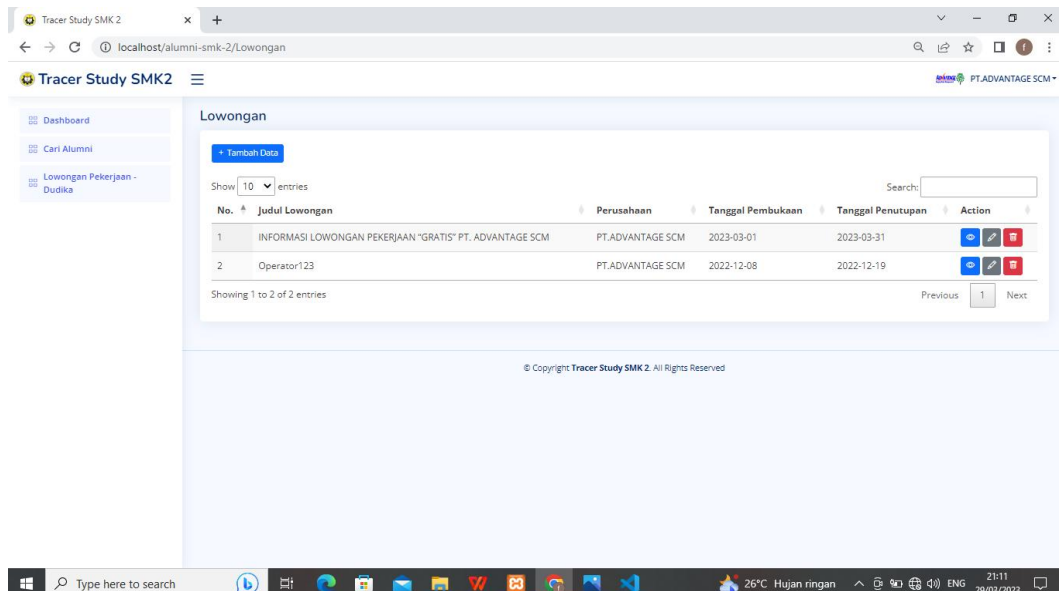 Tracer Study SMK 2
localhost/alumni-smk-2/Lowongan
f
Tracer Study SMK2
PT.ADVANTAGE SCM
Dashboard
Cari Alumni
Lowongan Pekerjaan -
Dudika
Lowongan
+ Tambah Data
Show 10 entries
Search:
No. Judul Lowongan Perusahaan Tanggal Pembukaan Tanggal Penutupan Action
1 INFORMASI LOWONGAN PEKERJAAN "GRATIS" PT. ADVANTAGE SCM PT.ADVANTAGE SCM 2023-03-01 2023-03-31
2 Operator123 PT.ADVANTAGE SCM 2022-12-08 2022-12-19
Showing 1 to 2 of 2 entries
Previous 1 Next
© Copyright Tracer Study SMK 2. All Rights Reserved
Type here to search
26°C Hujan ringan
ENG
21:11
29/03/2023